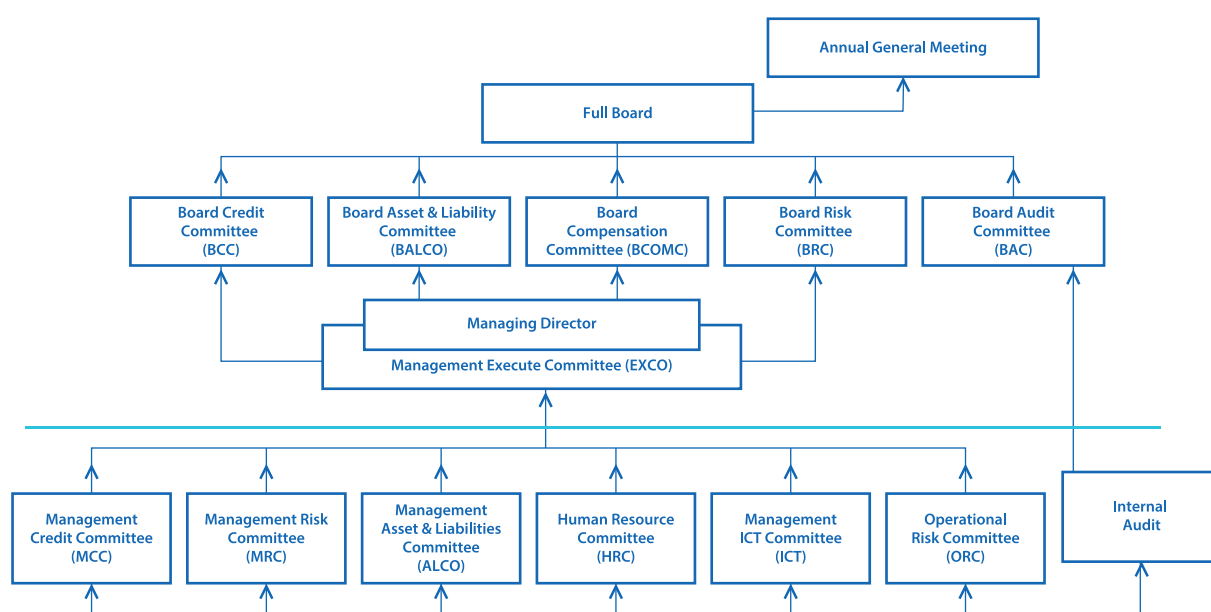 Annual General Meeting
Full Board
Board Credit
Committee
(BCC)
Board Asset & Liability
Committee
(BALCO)
Board
Compensation
Committee (BCOMC)
Board Risk
Committee
(BRC)
Board Audit
Committee
(BAC)
Managing Director
Management Execute Committee (EXCO)
Management
Credit Committee
(MCC)
Management Risk
Committee
(MRC)
Management
Asset & Liabilities
Committee
(ALCO)
Human Resource
Committee
(HRC)
Management
ICT Committee
(ICT)
Operational
Risk Committee
(ORC)
Internal
Audit